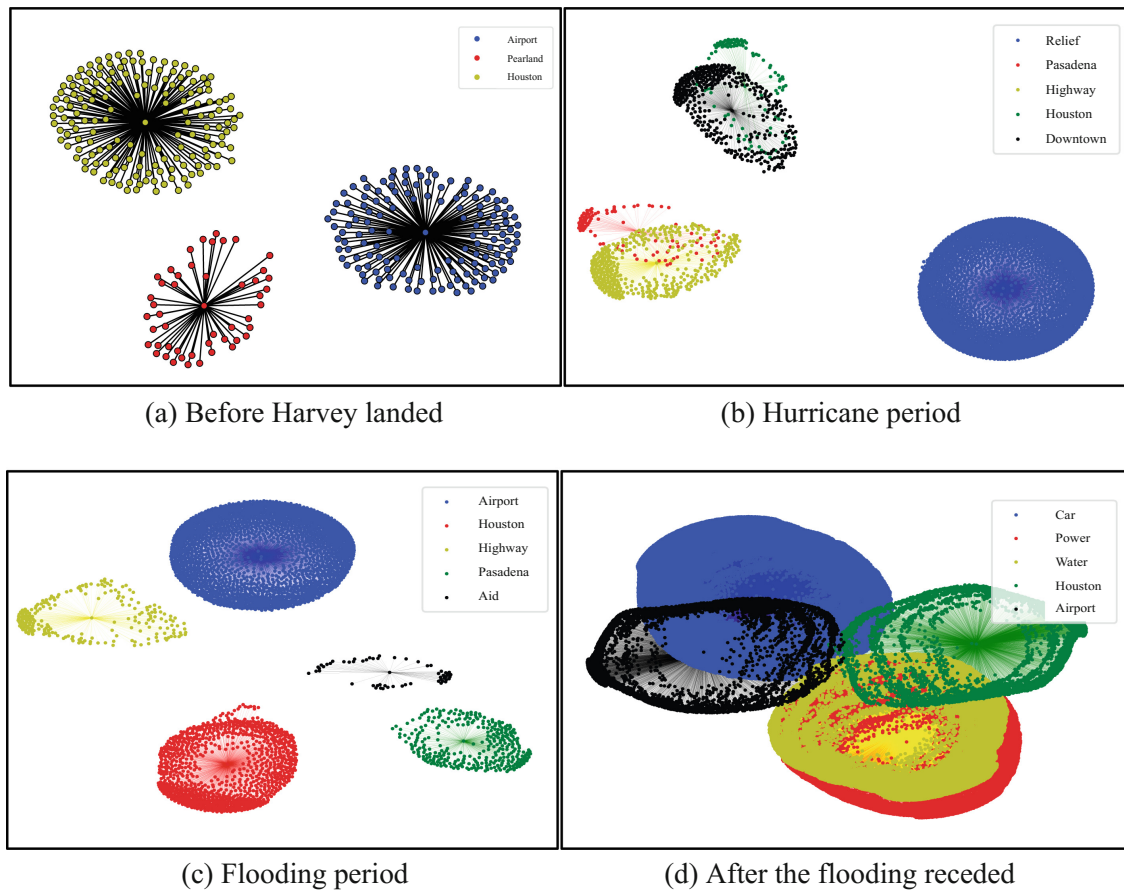 Airport
Pearland
Houston
Relief
Pasadena
Highway
Houston
Downtown
(a) Before Harvey landed
(b) Hurricane period
Airport
Houston
Highway
Pasadena
Aid
Car
Power
Water
Houston
Airport
(c) Flooding period
(d) After the flooding receded